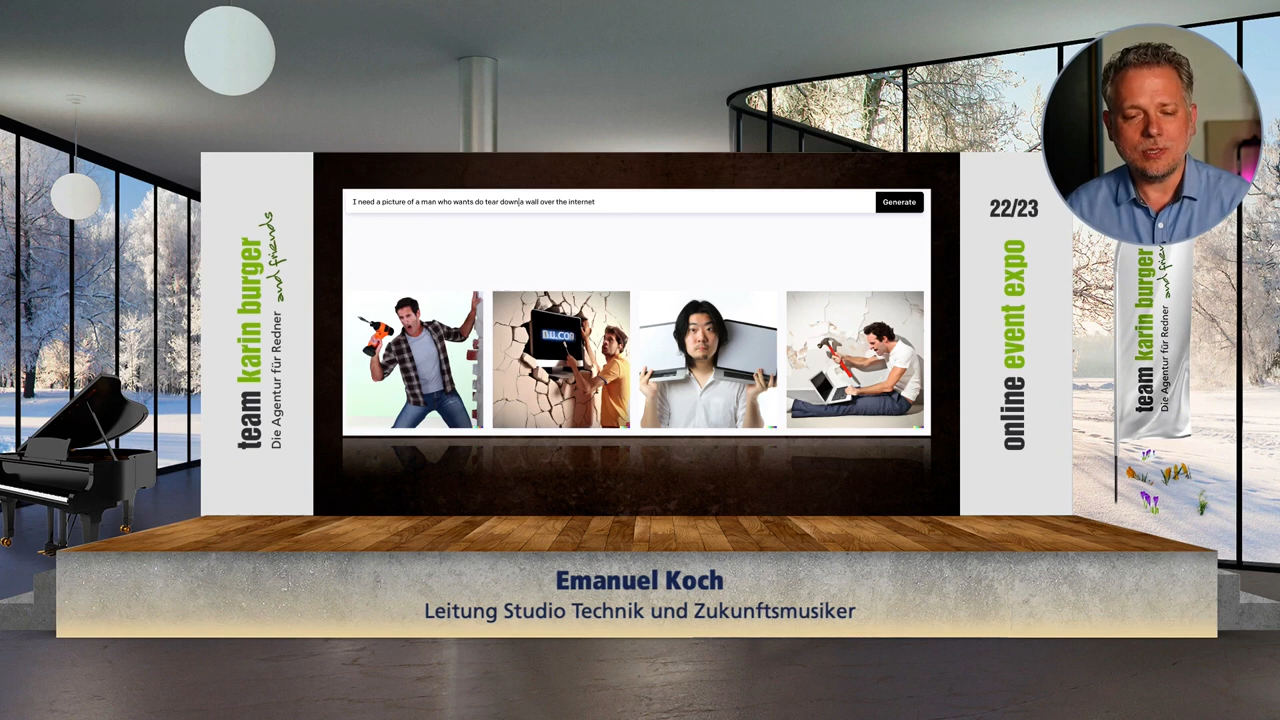 team karin burger
and friends
Die Agentur für Redner
I need a picture of a man who wants do tear down a wall over the internet
Generate
22/23
online event expo
team karin burger
Die Agentur für Redner
Emanuel Koch
Leitung Studio Technik und Zukunftsmusiker